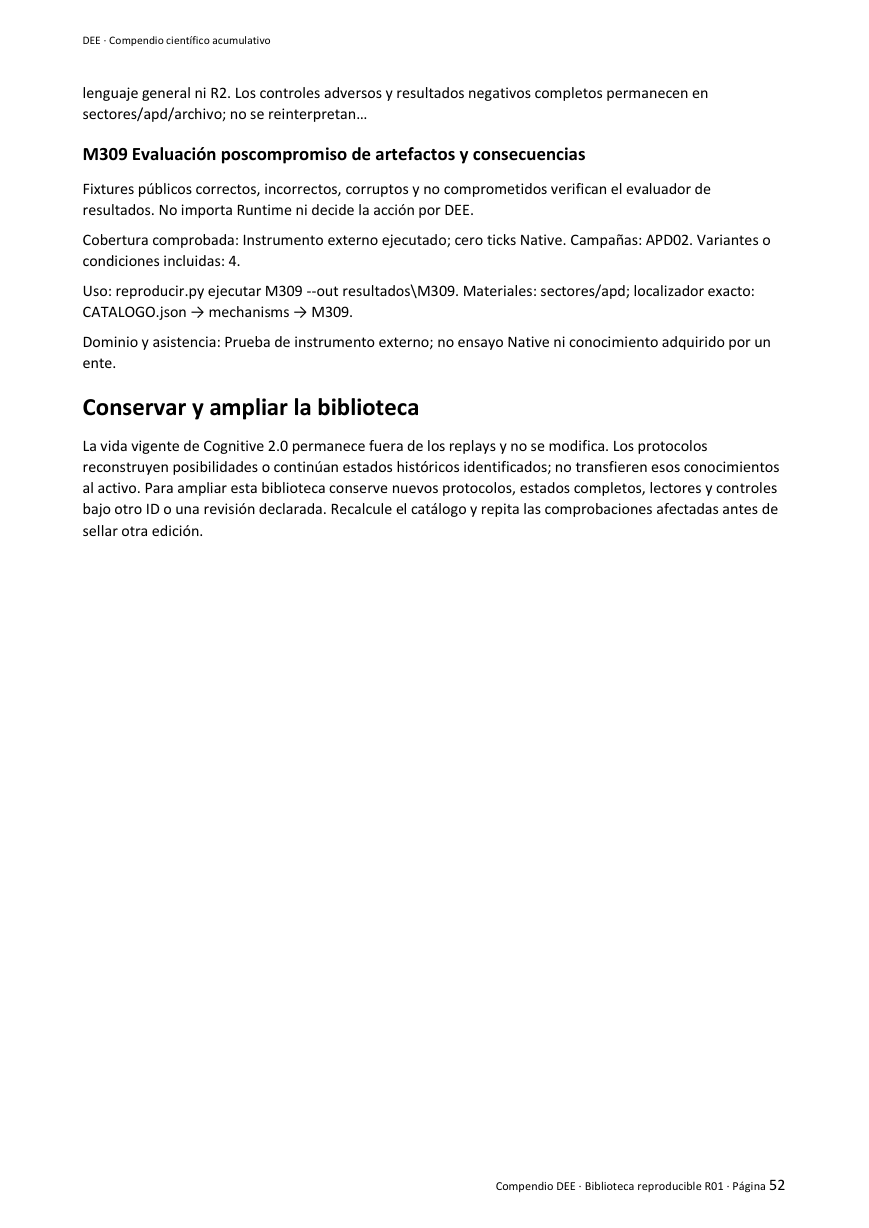 DEE · Compendio científico acumulativo
lenguaje general ni R2. Los controles adversos y resultados negativos completos permanecen en
sectores/apd/archivo; no se reinterpretan…
M309 Evaluación poscompromiso de artefactos y consecuencias
Fixtures públicos correctos, incorrectos, corruptos y no comprometidos verifican el evaluador de
resultados. No importa Runtime ni decide la acción por DEE.
Cobertura comprobada: Instrumento externo ejecutado; cero ticks Native. Campañas: APD02. Variantes o
condiciones incluidas: 4.
Uso: reproducir.py ejecutar M309 --out resultados\M309. Materiales: sectores/apd; localizador exacto:
CATALOGO.json → mechanisms → M309.
Dominio y asistencia: Prueba de instrumento externo; no ensayo Native ni conocimiento adquirido por un
ente.
Conservar y ampliar la biblioteca
La vida vigente de Cognitive 2.0 permanece fuera de los replays y no se modifica. Los protocolos
reconstruyen posibilidades o continúan estados históricos identificados; no transfieren esos conocimientos
al activo. Para ampliar esta biblioteca conserve nuevos protocolos, estados completos, lectores y controles
bajo otro ID o una revisión declarada. Recalcule el catálogo y repita las comprobaciones afectadas antes de
sellar otra edición.
Compendio DEE · Biblioteca reproducible R01 · Página 52